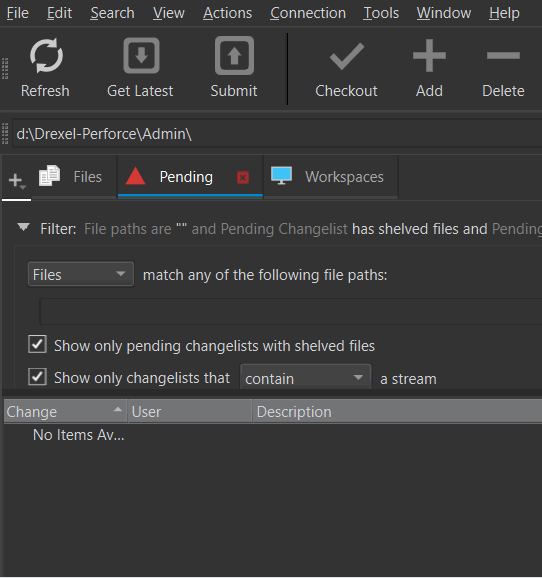 File Edit Search View Actions Connection Tools Window Help
Refresh Get Latest Submit Checkout Add Delete
d:\Drexel-Perforce\Admin\
Files Pending Workspaces
Filter: File paths are "" and Pending Changelist has shelved files and Pending
Files match any of the following file paths:
Show only pending changelists with shelved files
Show only changelists that contain a stream
Change User Description
No Items Av...